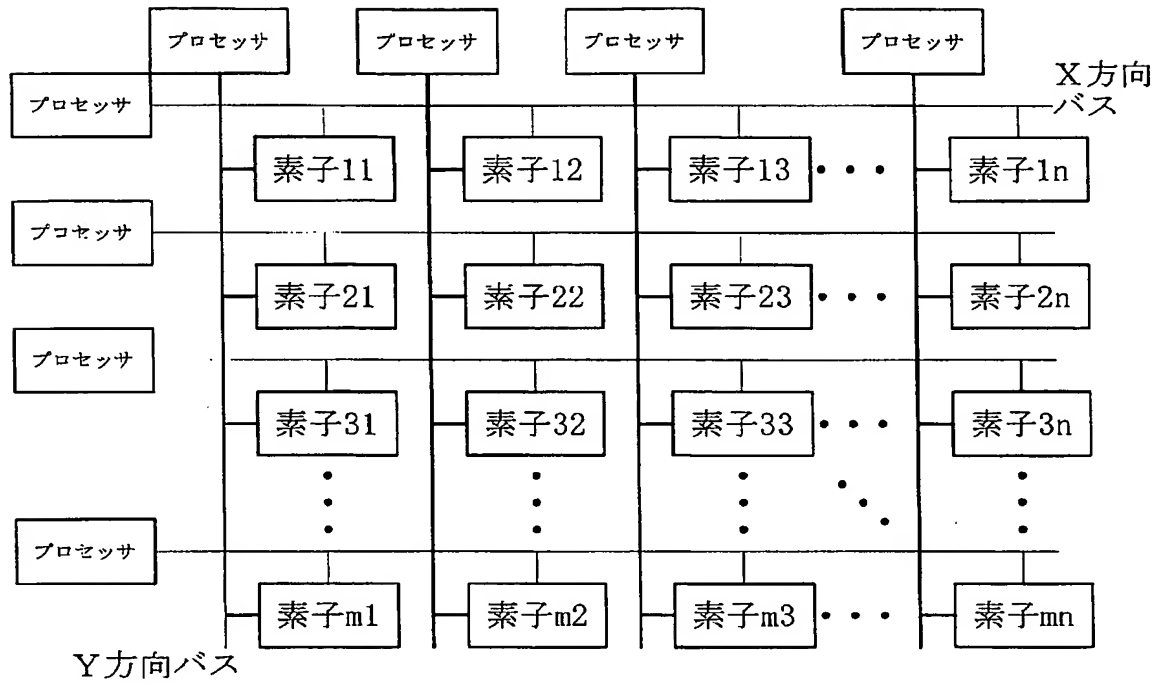 プロセッサ プロセッサ プロセッサ プロセッサ
X方向
バス
プロセッサ
素子11 素子12 素子13 ・・・ 素子1n
プロセッサ
素子21 素子22 素子23 ・・・ 素子2n
プロセッサ
素子31 素子32 素子33 ・・・ 素子3n
プロセッサ
素子m1 素子m2 素子m3 ・・・ 素子mn
Y方向バス